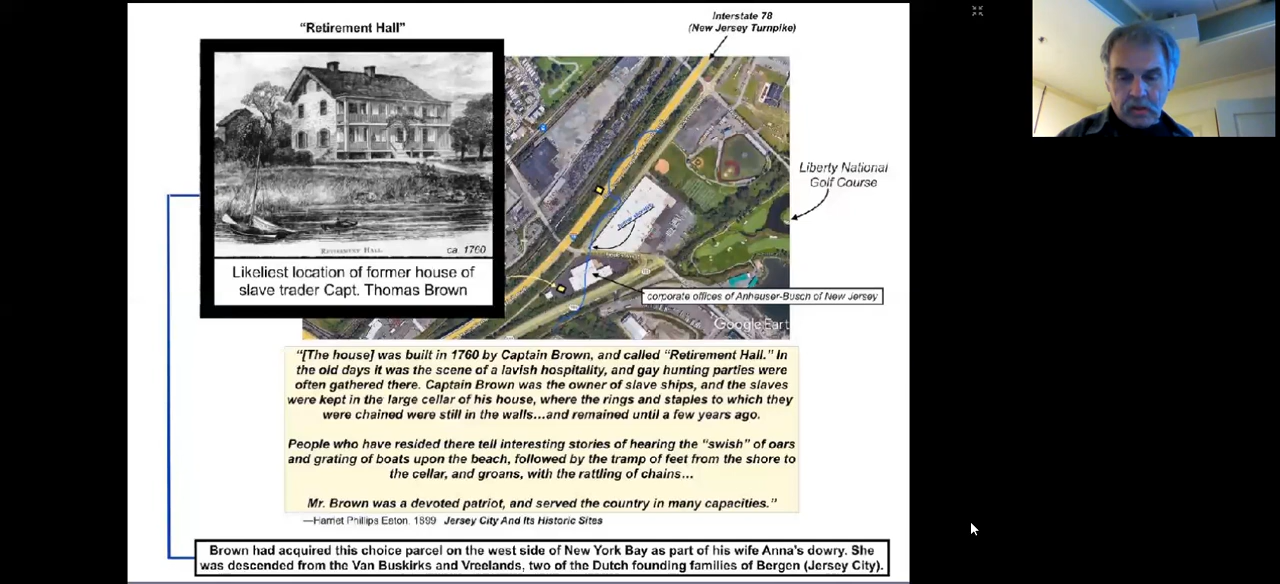 "Retirement Hall"
Interstate 78
(New Jersey Turnpike)
Liberty National
Golf Course
RETIREMENT HALL.
ca. 1760
Likeliest location of former house of
slave trader Capt. Thomas Brown
corporate offices of Anheuser-Busch of New Jersey
Google Eart
"[The house] was built in 1760 by Captain Brown, and called "Retirement Hall." In
the old days it was the scene of a lavish hospitality, and gay hunting parties were
often gathered there. Captain Brown was the owner of slave ships, and the slaves
were kept in the large cellar of his house, where the rings and staples to which they
were chained were still in the walls…and remained until a few years ago.
People who have resided there tell interesting stories of hearing the "swish" of oars
and grating of boats upon the beach, followed by the tramp of feet from the shore to
the cellar, and groans, with the rattling of chains…
Mr. Brown was a devoted patriot, and served the country in many capacities."
—Harriet Phillips Eaton, 1899 Jersey City And Its Historic Sites
Brown had acquired this choice parcel on the west side of New York Bay as part of his wife Anna's dowry. She
was descended from the Van Buskirks and Vreelands, two of the Dutch founding families of Bergen (Jersey City).